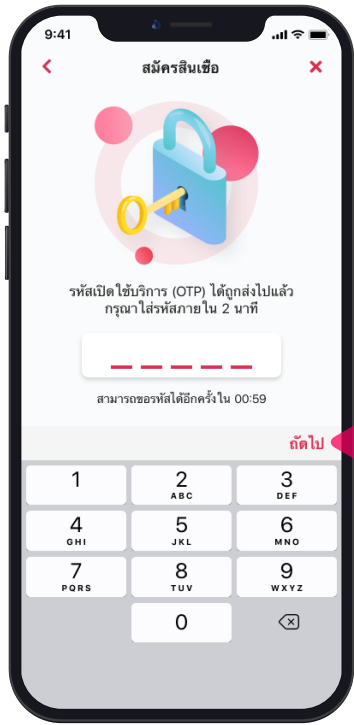 9:41
สมัครสินเชื่อ
รหัสเปิดใช้บริการ (OTP) ได้ถูกส่งไปแล้ว
กรุณาใส่รหัสภายใน 2 นาที
สามารถขอรหัสได้อีกครั้งใน 00:59
ถัดไป
1 2 3
ABC DEF
4 5 6
GHI JKL MNO
7 8 9
PQRS TUV WXYZ
0